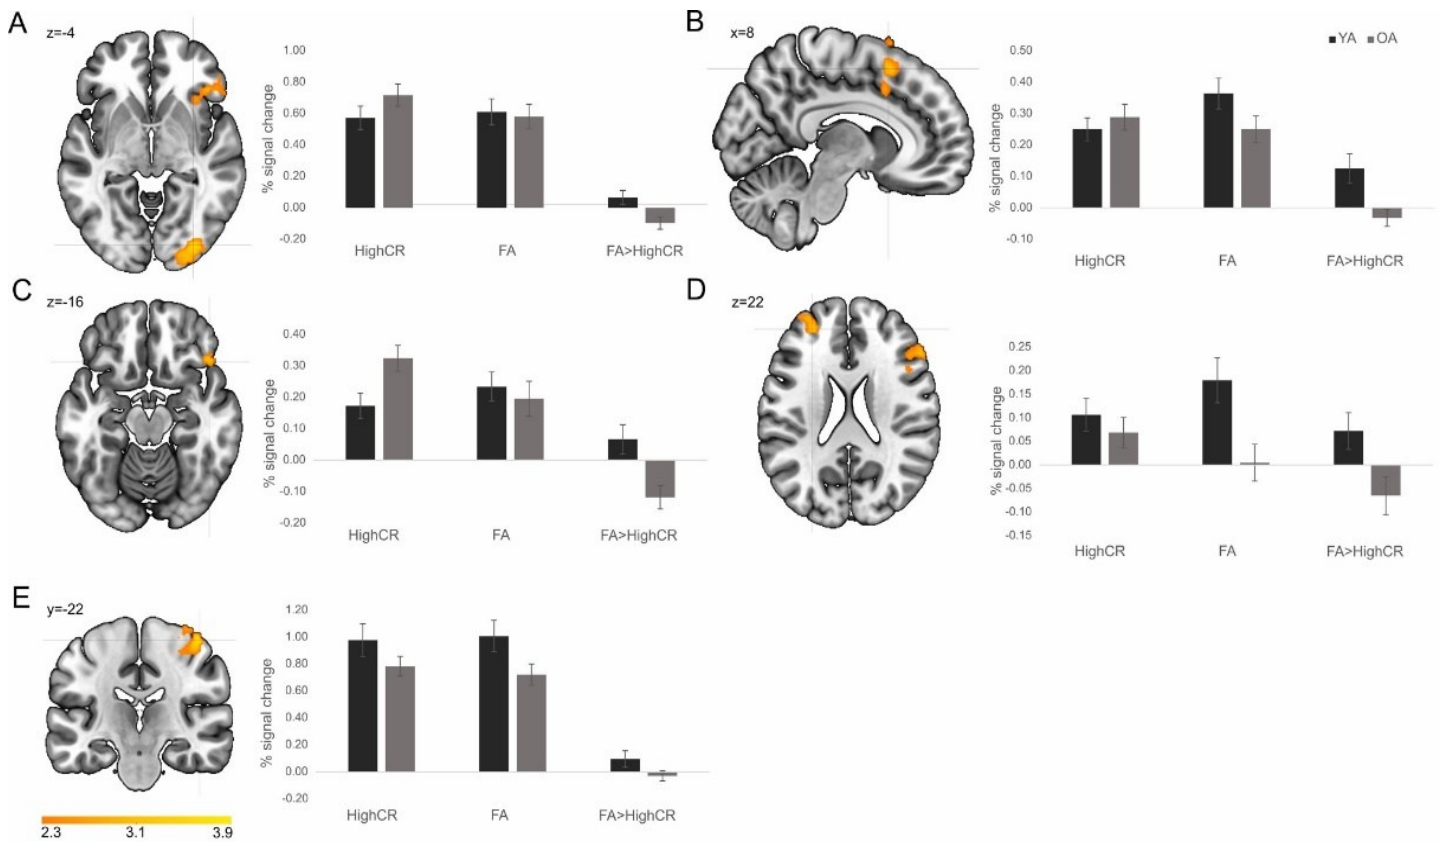 A
z=-4
% signal change
1.00
0.80
0.60
0.40
0.20
0.00
-0.20
HighCR
FA
FA>HighCR
B
x=8
YA OA
% signal change
0.50
0.40
0.30
0.20
0.10
0.00
-0.10
HighCR
FA
FA>HighCR
C
z=-16
% signal change
0.40
0.30
0.20
0.10
0.00
-0.10
-0.20
HighCR
FA
FA>HighCR
D
z=22
% signal change
0.25
0.20
0.15
0.10
0.05
0.00
-0.05
-0.10
-0.15
HighCR
FA
FA>HighCR
E
y=-22
% signal change
1.20
1.00
0.80
0.60
0.40
0.20
0.00
-0.20
HighCR
FA
FA>HighCR
2.3 3.1 3.9